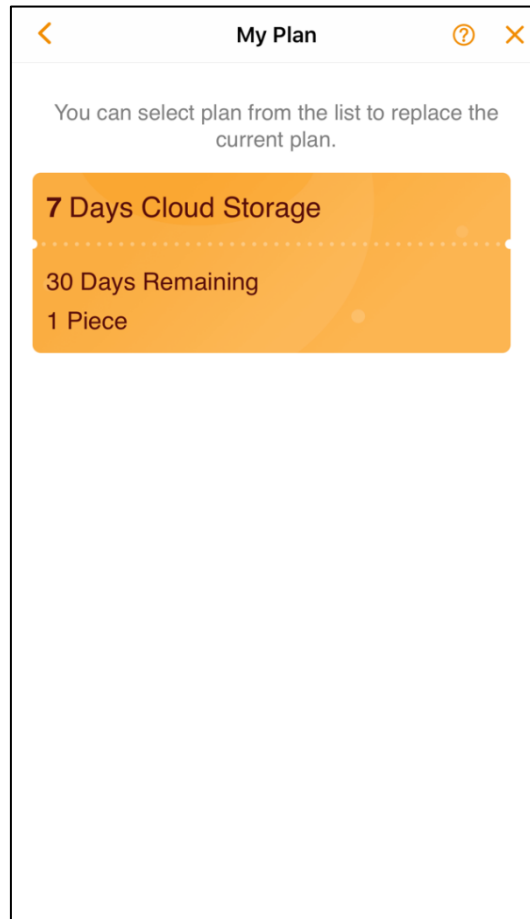 My Plan
You can select plan from the list to replace the
current plan.
7 Days Cloud Storage
30 Days Remaining
1 Piece